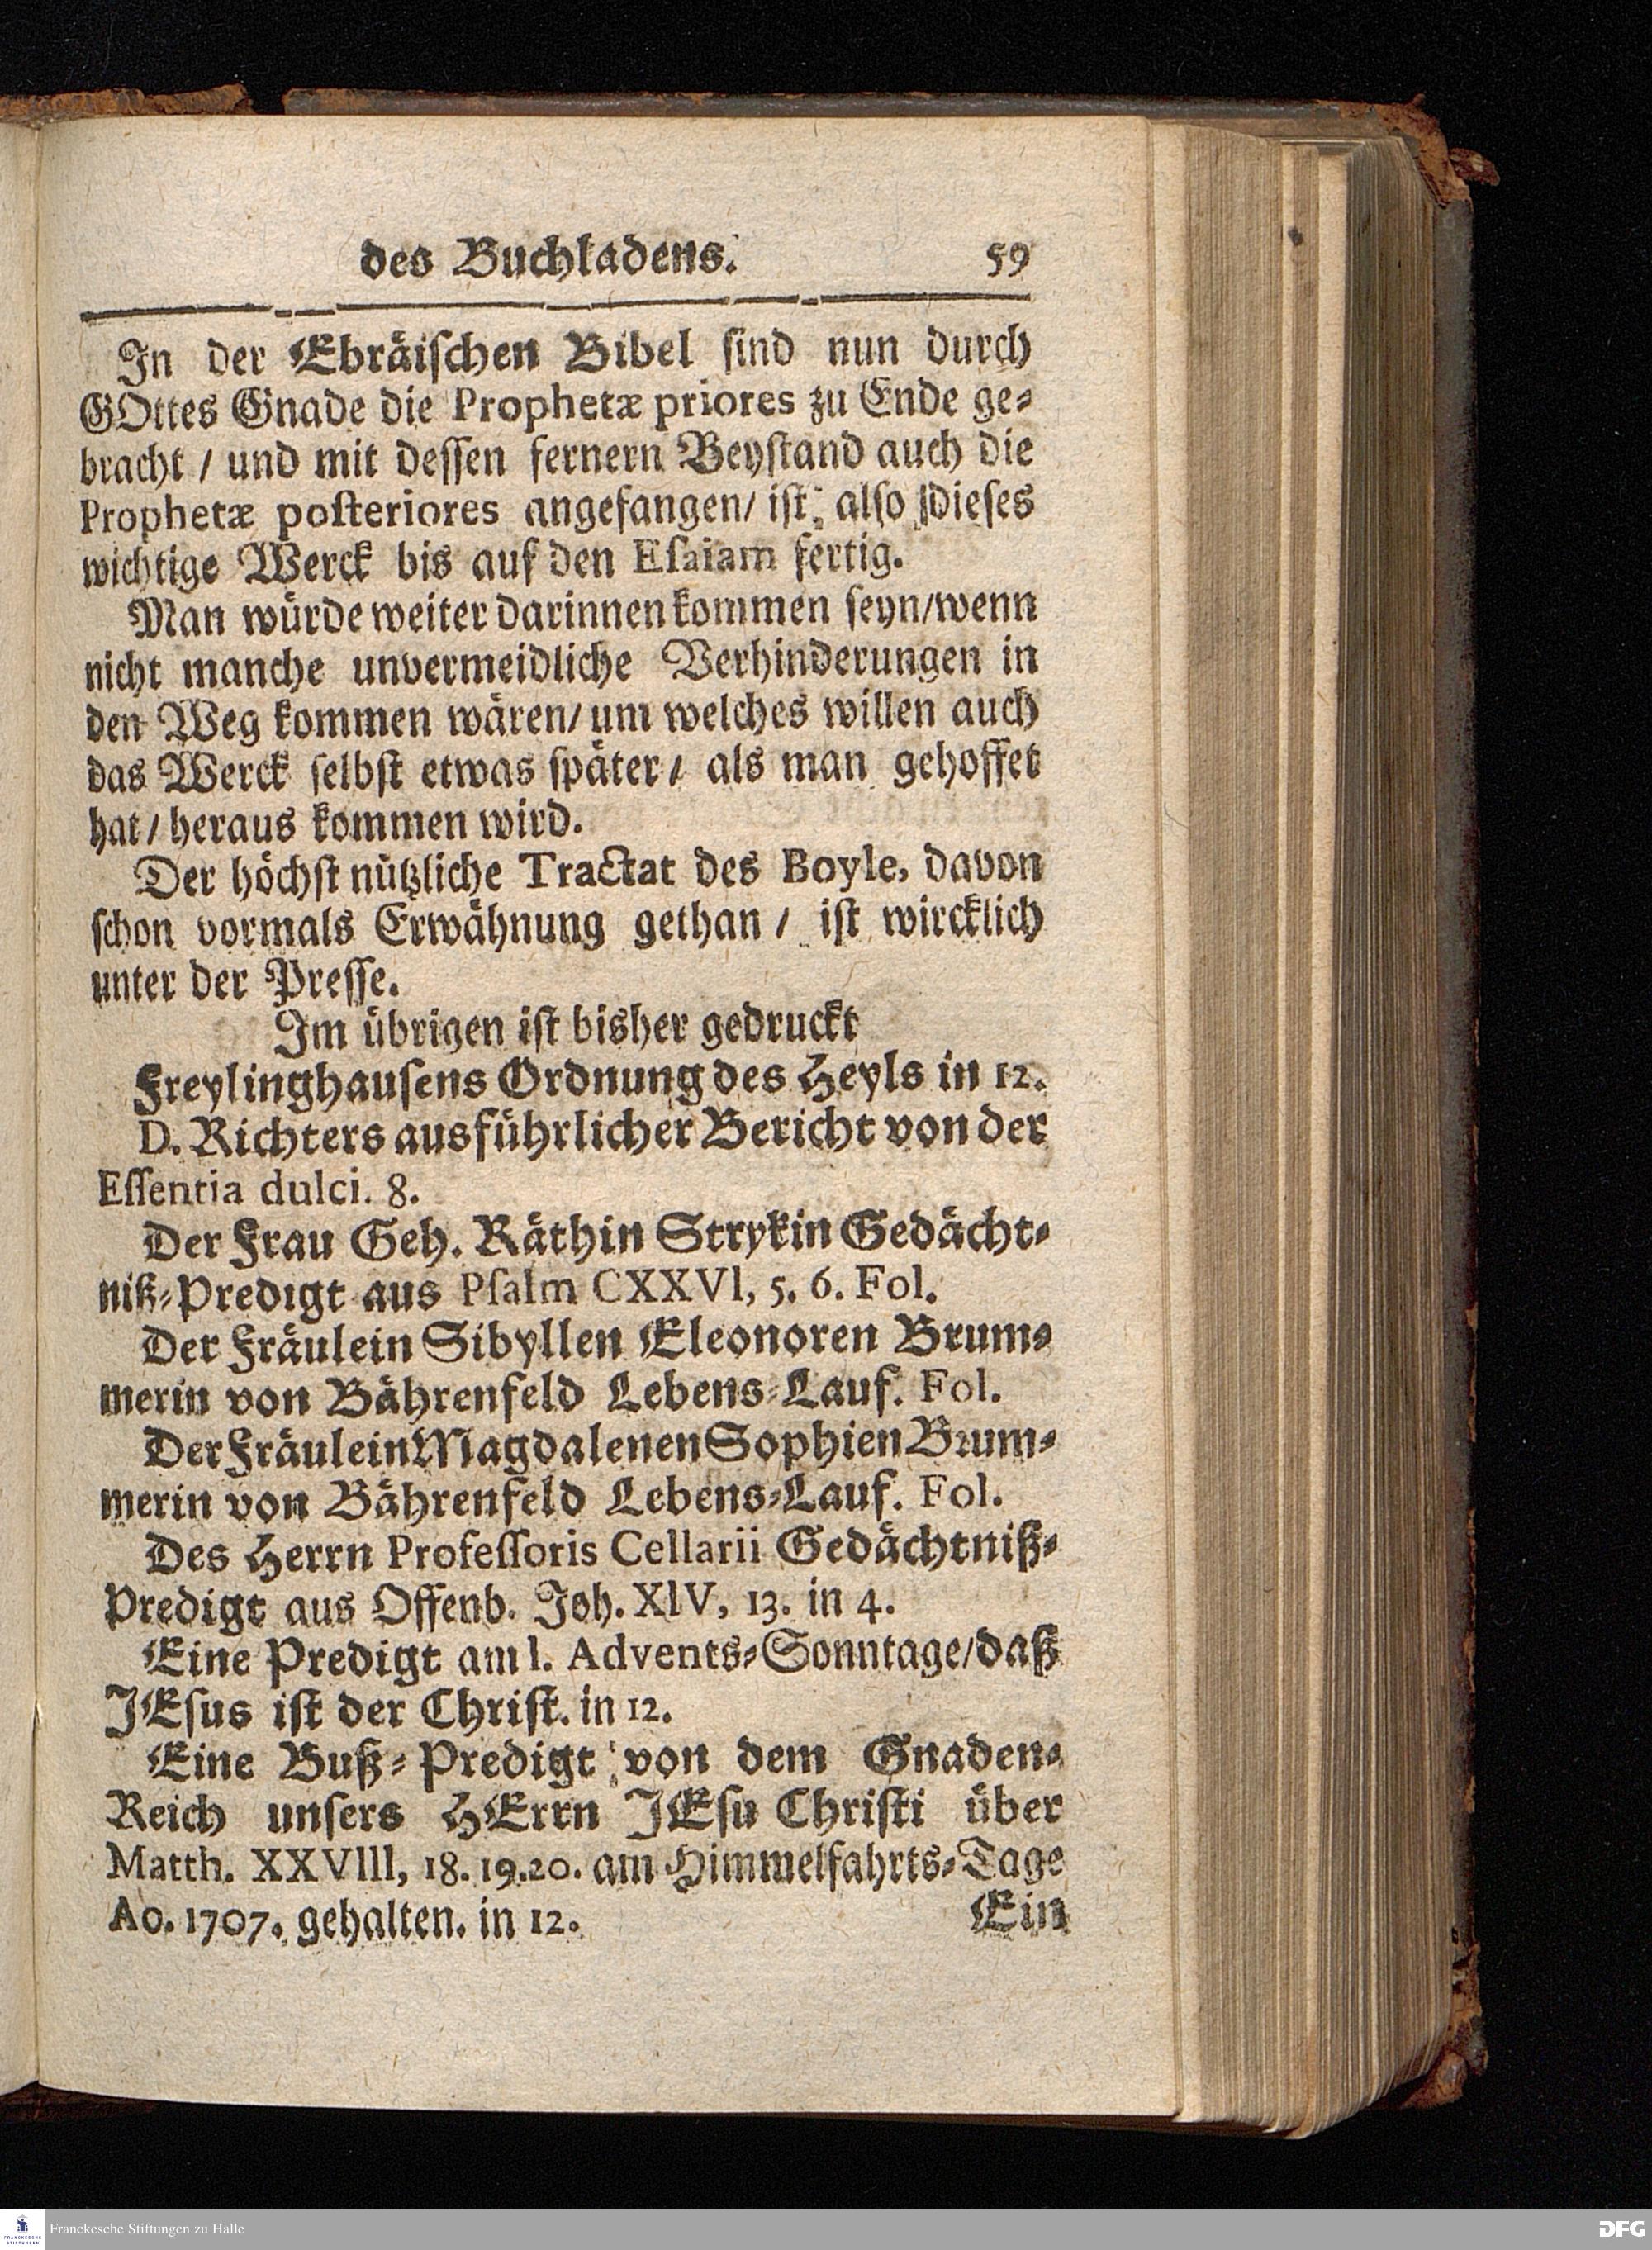 des Buchladens. 59
In der Ebräiſchen Bibel ſind nun durch
GOttes Gnade die Prophetæ priores zu Ende ge-
bracht / und mit deſſen fernern Beyſtand auch die
Prophetæ poſteriores angefangen/ iſt alſo dieſes
wichtige Werck bis auf den Eſaiam fertig.
Man würde weiter darinnen kommen ſeyn/wenn
nicht manche unvermeidliche Verhinderungen in
den Weg kommen wären/ um welches willen auch
das Werck ſelbſt etwas ſpäter / als man gehoffet
hat / heraus kommen wird.
Der höchſt nützliche Tractat des Boyle, davon
ſchon vormals Erwähnung gethan / iſt wircklich
unter der Preſſe.
Im übrigen iſt bisher gedruckt
Freylinghauſens Ordnung des Heyls in 12.
D. Richters ausführlicher Bericht von der
Eſſentia dulci. 8.
Der Frau Geh. Räthin Strykin Gedächt-
niß-Predigt aus Pſalm CXXVI, 5. 6. Fol.
Der Fräulein Sibyllen Eleonoren Brum-
merin von Bährenfeld Lebens-Lauf. Fol.
Der Fräulein Magdalenen Sophien Brum-
merin von Bährenfeld Lebens-Lauf. Fol.
Des Herrn Profeſſoris Cellarii Gedächtniß-
Predigt aus Offenb. Joh. XIV, 13. in 4.
Eine Predigt am I. Advents-Sonntage/daß
JEſus iſt der Chriſt. in 12.
Eine Buß-Predigt von dem Gnaden-
Reich unſers HErrn JEſu Chriſti über
Matth. XXVIII, 18. 19. 20. am Himmelfahrts-Tage
Ao. 1707. gehalten. in 12. Ein
Franckesche Stiftungen zu Halle
DFG
FRANCKESCHE
STIFTUNGEN